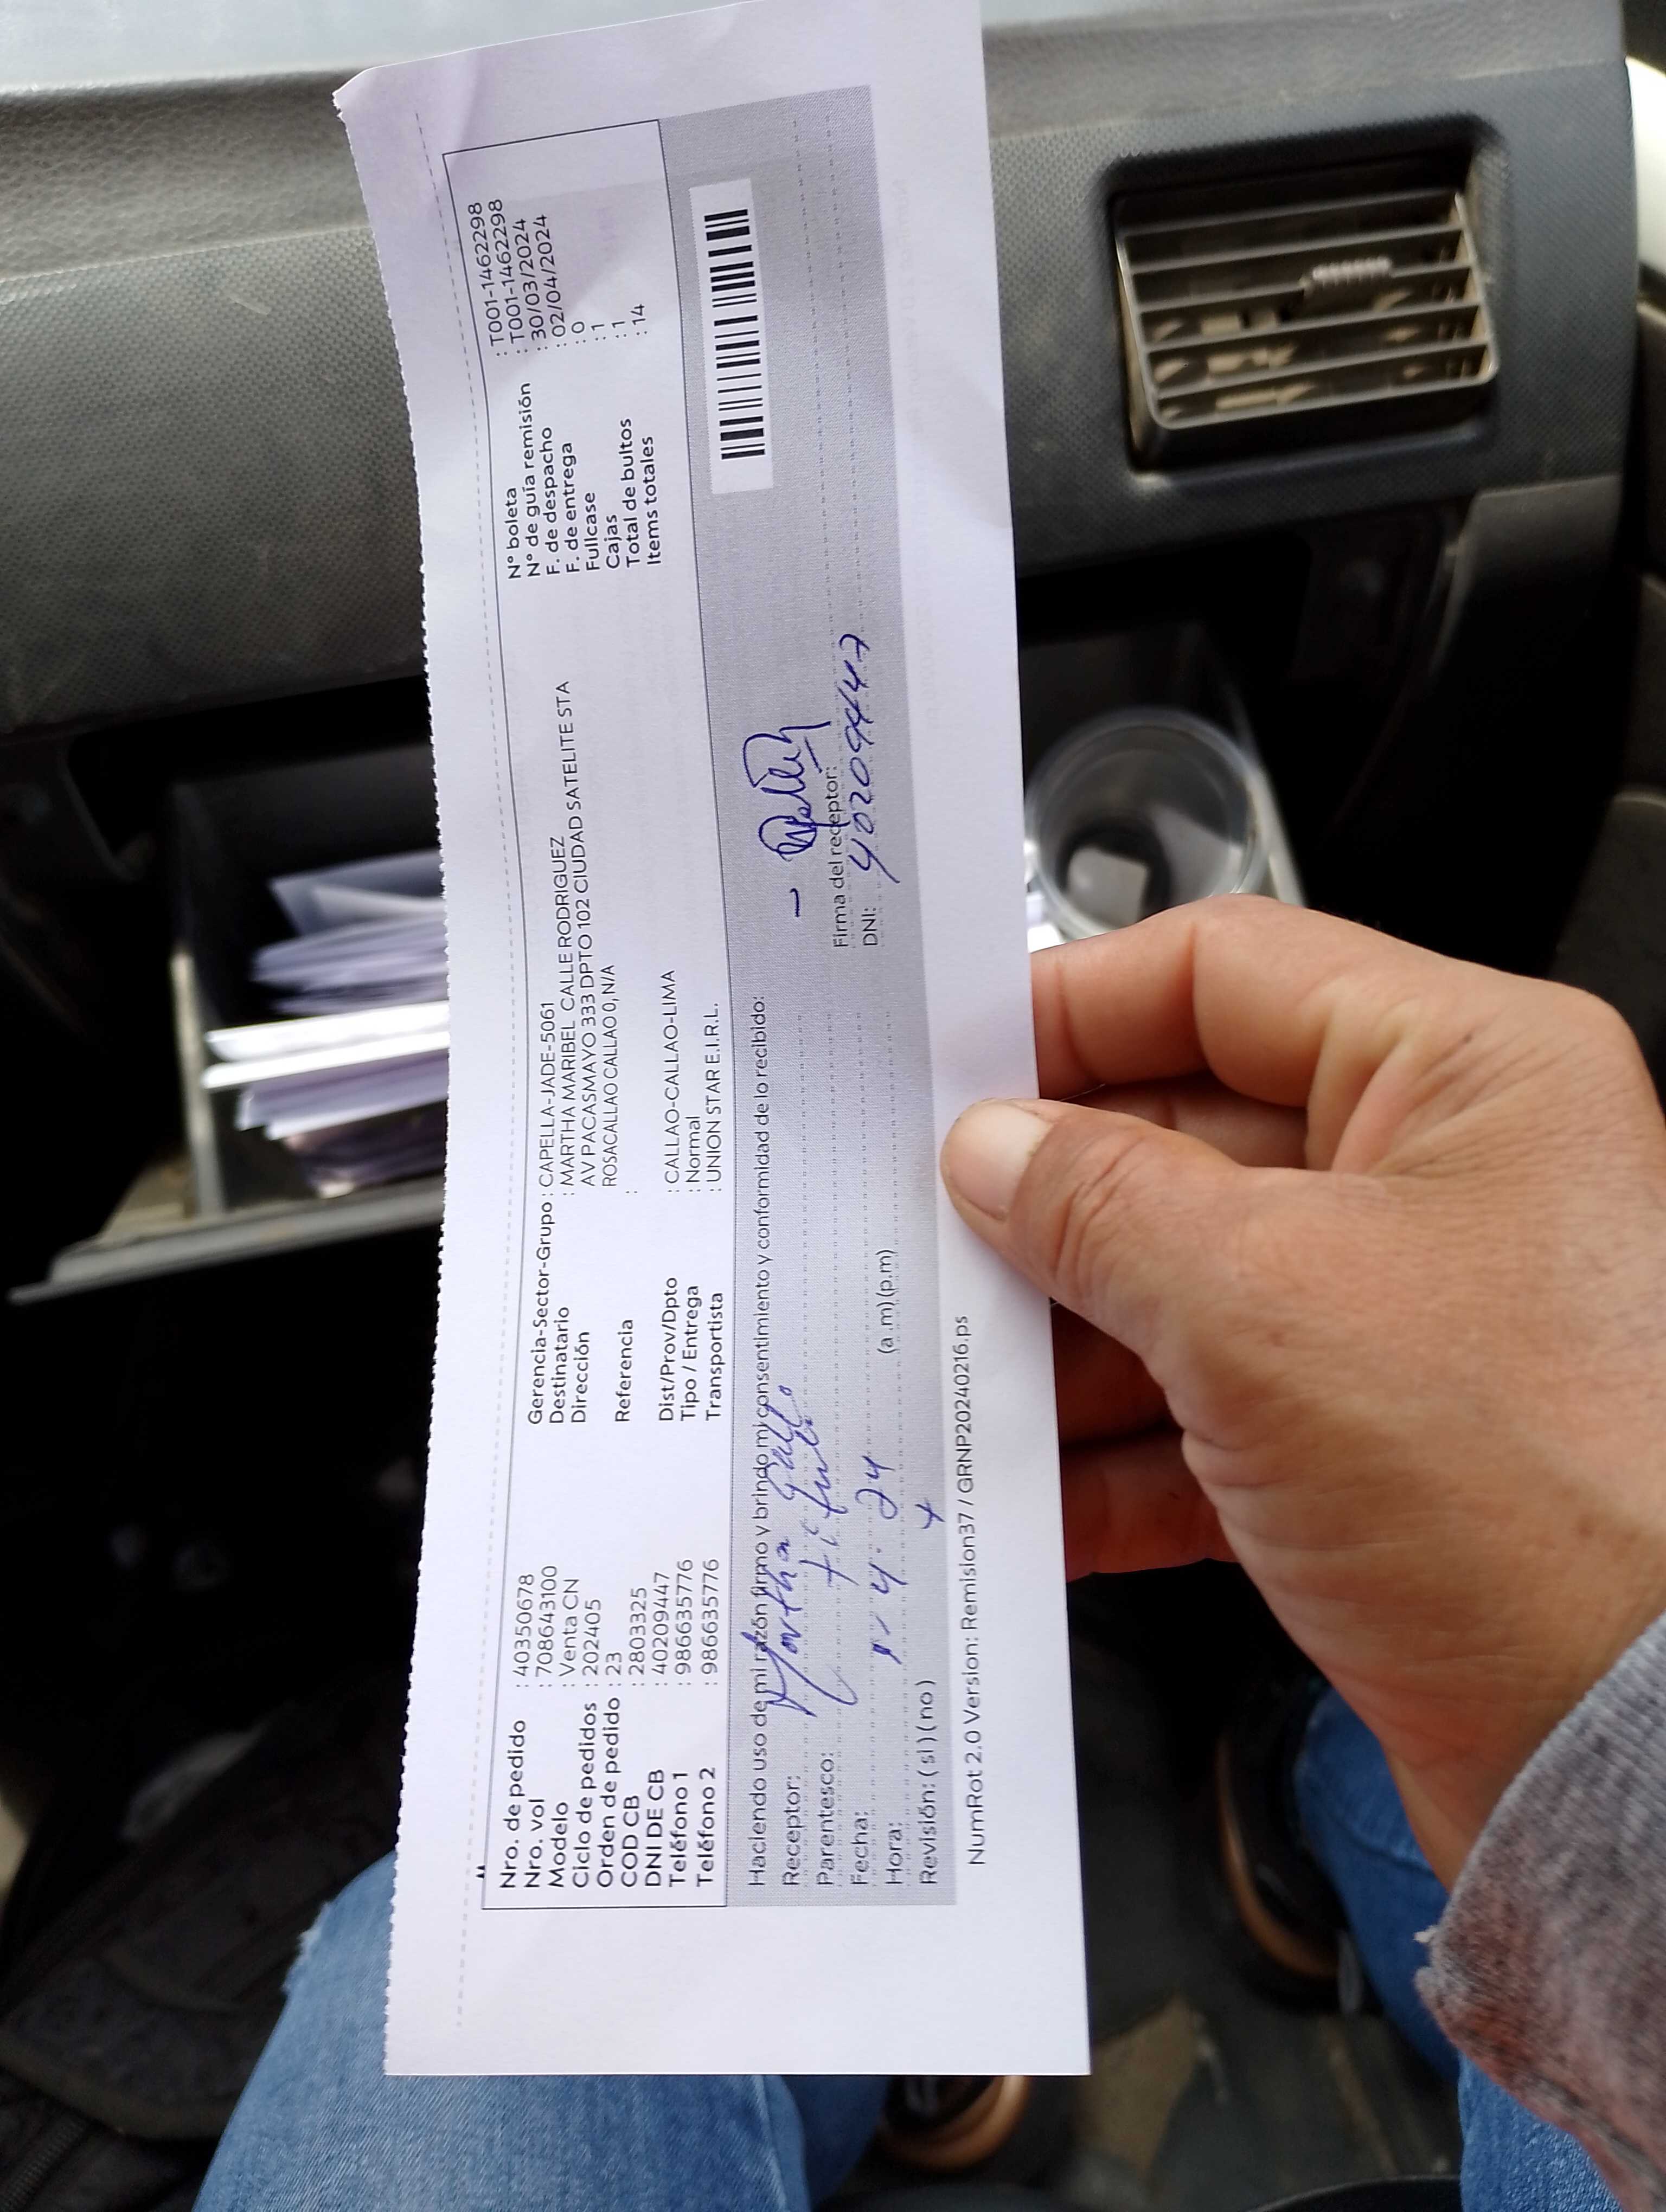 Nro. de pedido : 40350678
Nro. vol : 708643100
Modelo : Venta CN
Ciclo de pedidos : 202405
Orden de pedido : 23
COD CB : 2803325
DNI DE CB : 40209447
Teléfono 1 : 986635776
Teléfono 2 : 986635776
Gerencia-Sector-Grupo : CAPELLA-JADE-5061
Destinatario : MARTHA MARIBEL CALLE RODRIGUEZ
Dirección AV PACASMAYO 333 DPTO 102 CIUDAD SATELITE STA
ROSACALLAO CALLAO 0, N/A
Referencia :
Dist/Prov/Dpto : CALLAO-CALLAO-LIMA
Tipo / Entrega : Normal
Transportista : UNION STAR E.I.R.L.
N° boleta : T001-1462298
N° de guía remisión : T001-1462298
F. de despacho : 30/03/2024
F. de entrega : 02/04/2024
Fullcase : 0
Cajas : 1
Total de bultos : 1
Items totales : 14
Haciendo uso de mi razón firmo y brindo mi consentimiento y conformidad de lo recibido:
Receptor: Martha Calle
Parentesco: titular
Fecha: 4. 24
Hora: (a.m) (p.m)
Revisión: (si) (no)
Firma del receptor:
DNI: 40209447
NumRot 2.0 Version: Remision37 / GRNP20240216.ps